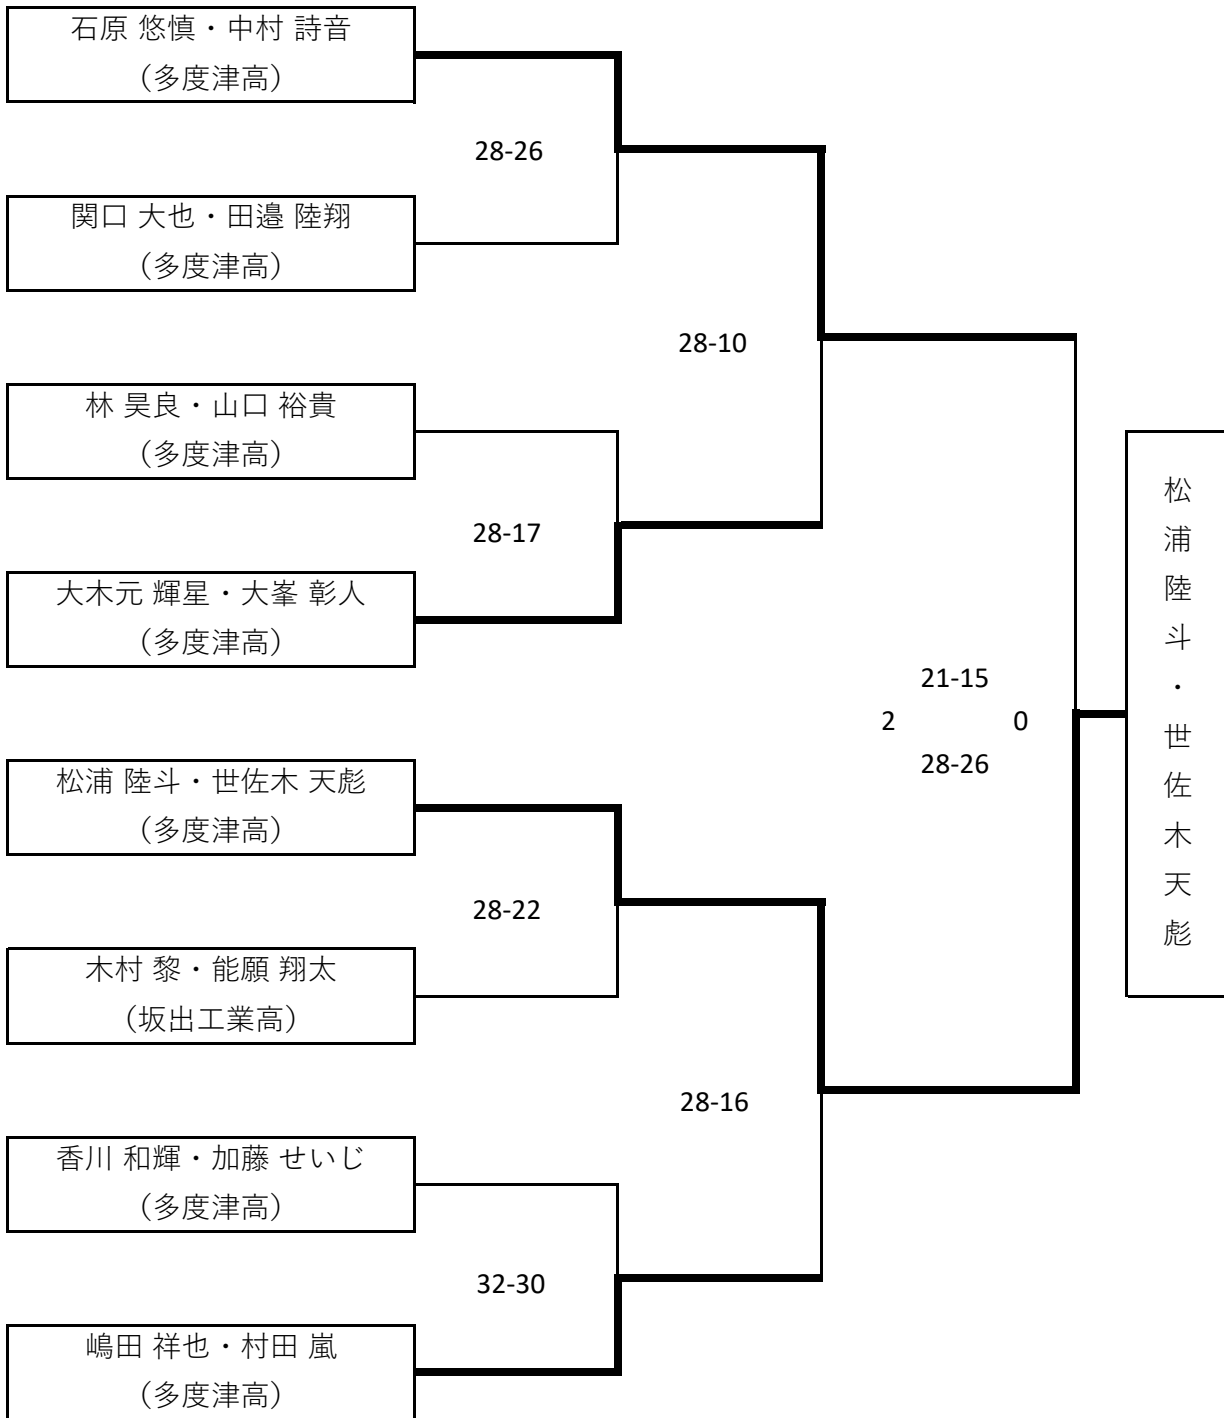 石原 悠慎・中村 詩音
（多度津高）
28-26
関口 大也・田邉 陸翔
（多度津高）
28-10
林 昊良・山口 裕貴
（多度津高）
28-17
大木元 輝星・大峯 彰人
（多度津高）
21-15
2 0
28-26
松浦 陸斗・世佐木 天彪
（多度津高）
28-22
木村 黎・能願 翔太
（坂出工業高）
28-16
香川 和輝・加藤 せいじ
（多度津高）
32-30
嶋田 祥也・村田 嵐
（多度津高）
松浦陸斗・世佐木天彪